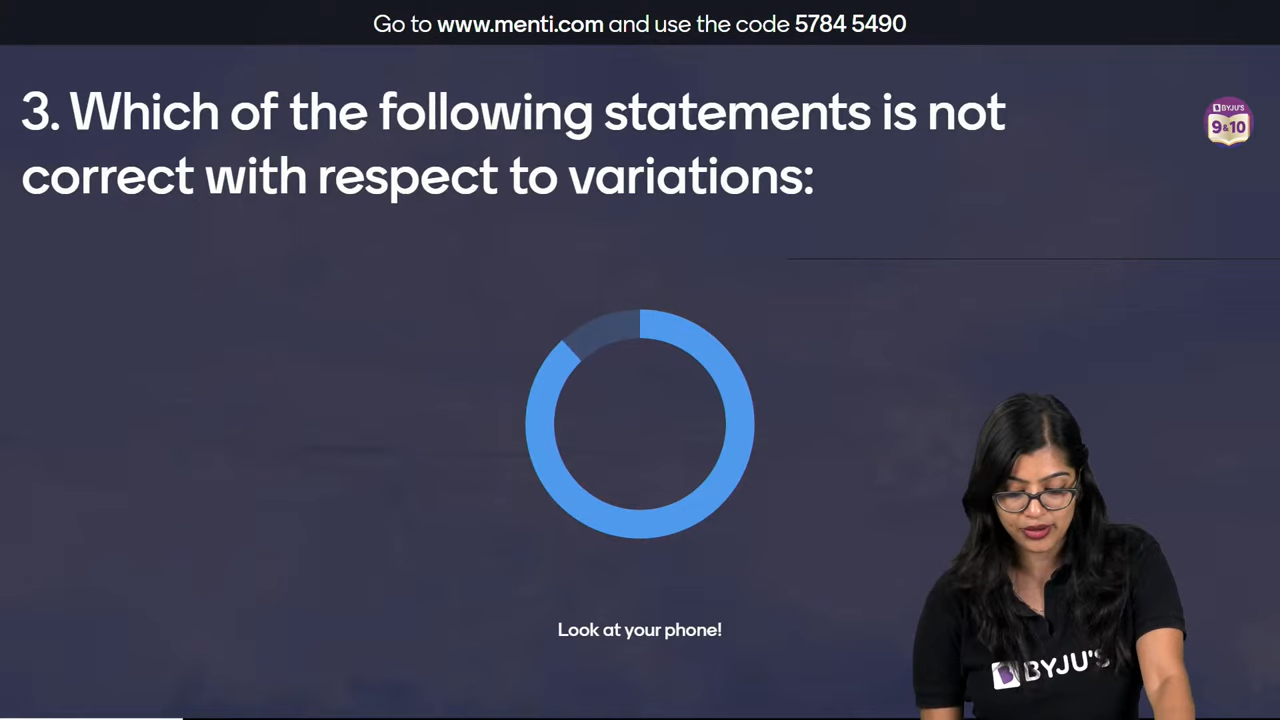 Go to www.menti.com and use the code 5784 5490
3. Which of the following statements is not
correct with respect to variations:
BYJU'S
9&10
Look at your phone!
BYJU'S